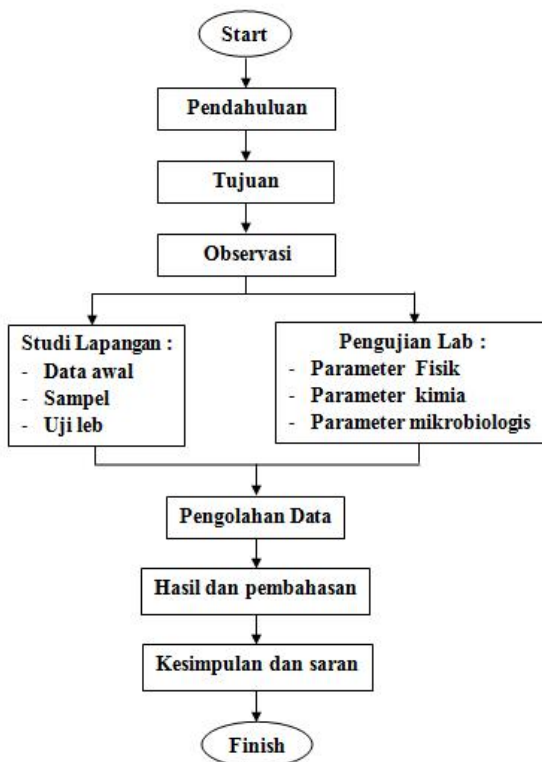 Start
Pendahuluan
Tujuan
Observasi
Studi Lapangan :
- Data awal
- Sampel
- Uji leb
Pengujian Lab :
- Parameter Fisik
- Parameter kimia
- Parameter mikrobiologis
Pengolahan Data
Hasil dan pembahasan
Kesimpulan dan saran
Finish